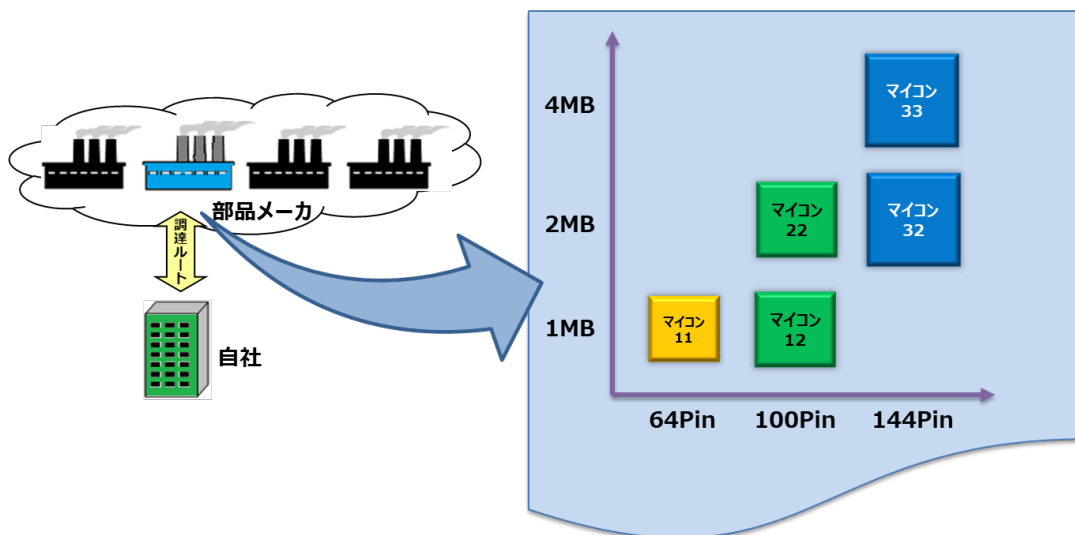 部品メーカ
調達ルート
自社
4MB
2MB
1MB
マイコン
33
マイコン
22
マイコン
32
マイコン
11
マイコン
12
64Pin
100Pin
144Pin